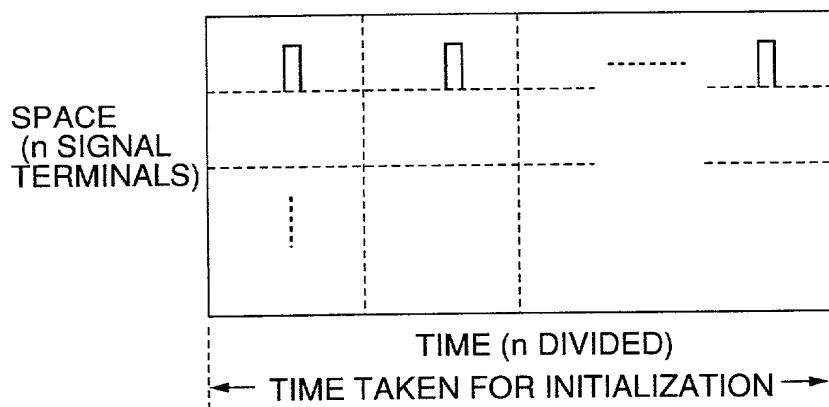 SPACE
(n SIGNAL
TERMINALS)
TIME (n DIVIDED)
TIME TAKEN FOR INITIALIZATION